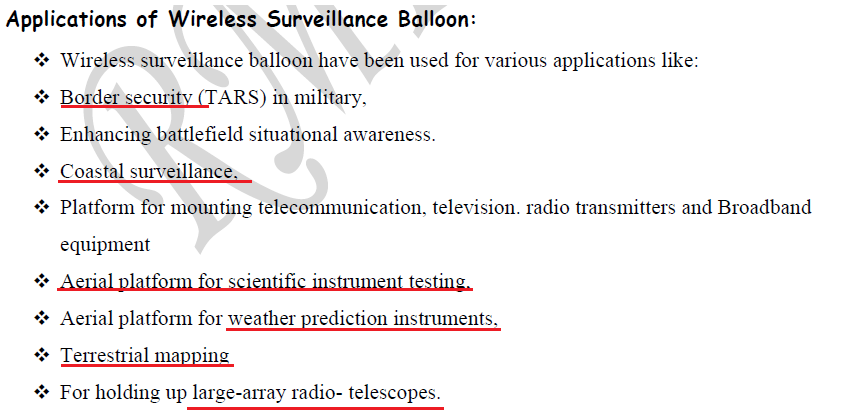 Applications of Wireless Surveillance Balloon:
❖ Wireless surveillance balloon have been used for various applications like:
❖ Border security (TARS) in military,
❖ Enhancing battlefield situational awareness.
❖ Coastal surveillance,
❖ Platform for mounting telecommunication, television. radio transmitters and Broadband
equipment
❖ Aerial platform for scientific instrument testing,
❖ Aerial platform for weather prediction instruments,
❖ Terrestrial mapping
❖ For holding up large-array radio- telescopes.